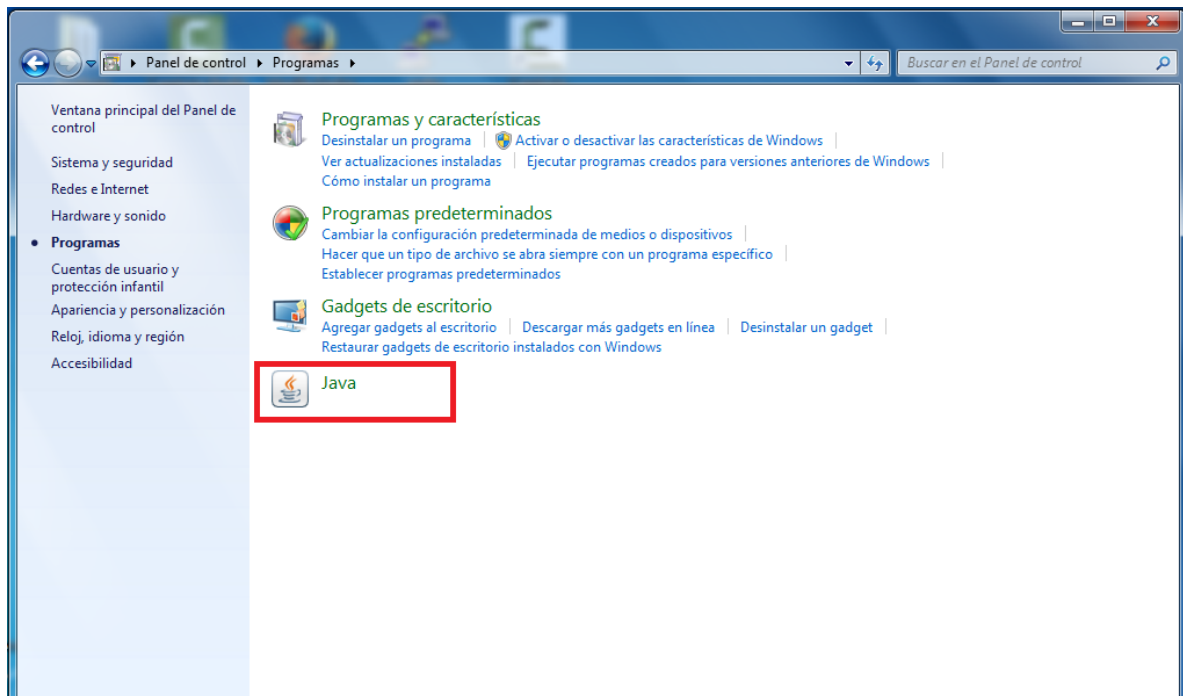 Panel de control Programas
Buscar en el Panel de control
Ventana principal del Panel de
control
Sistema y seguridad
Redes e Internet
Hardware y sonido
Programas
Cuentas de usuario y
protección infantil
Apariencia y personalización
Reloj, idioma y región
Accesibilidad
Programas y características
Desinstalar un programa Activar o desactivar las características de Windows
Ver actualizaciones instaladas Ejecutar programas creados para versiones anteriores de Windows
Cómo instalar un programa
Programas predeterminados
Cambiar la configuración predeterminada de medios o dispositivos
Hacer que un tipo de archivo se abra siempre con un programa específico
Establecer programas predeterminados
Gadgets de escritorio
Agregar gadgets al escritorio Descargar más gadgets en línea Desinstalar un gadget
Restaurar gadgets de escritorio instalados con Windows
Java